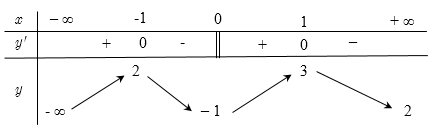 x - ∞ -1 0 1 + ∞
y' + 0 - || + 0 −
2 3
y
- ∞ − 1 2